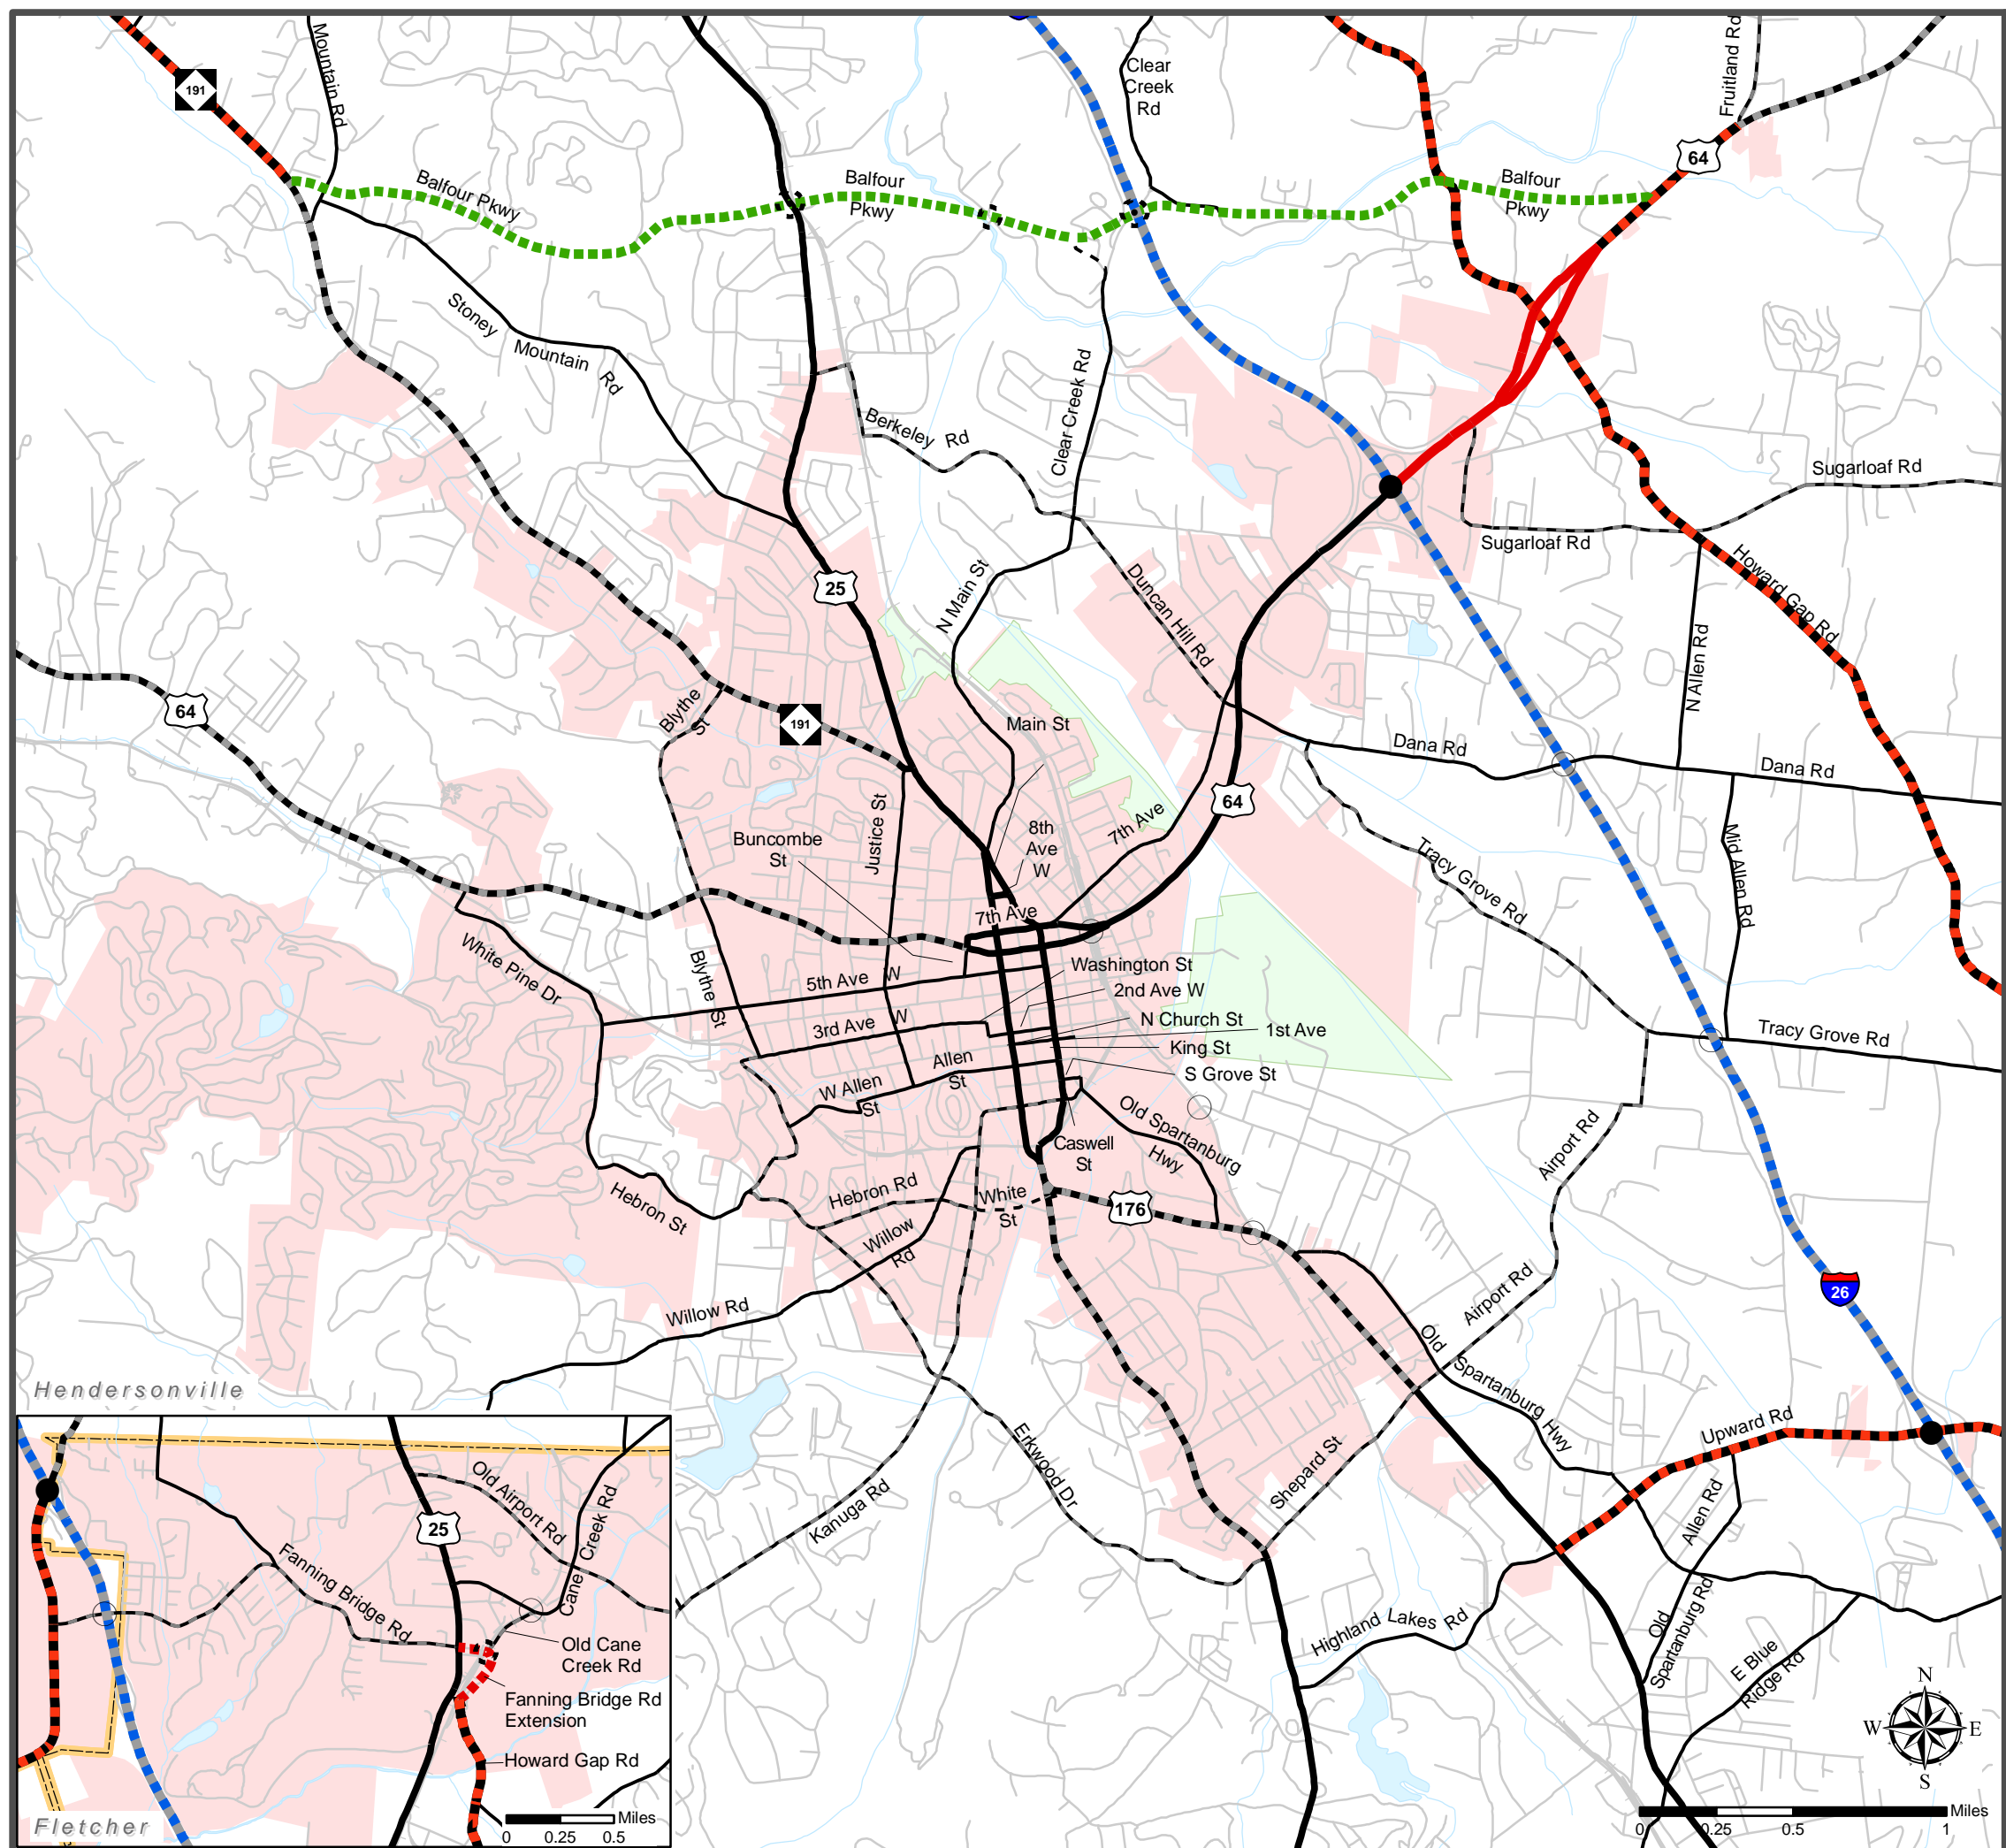 Mountain Rd
191
Clear
Creek
Rd
Fruitland Rd
64
Balfour Pkwy
Balfour
Pkwy
Balfour
Pkwy
Stoney
Mountain
Rd
Clear Creek Rd
Berkeley Rd
Sugarloaf Rd
Sugarloaf Rd
Howard Gap Rd
25
N Main St
Duncan Hill Rd
N Allen Rd
64
Blythe
St
191
Main St
Dana Rd
Dana Rd
64
Buncombe
St
Justice St
8th
Ave
W
7th Ave
Tracy Grove Rd
Mid Allen Rd
7th Ave
White Pine Dr
Blythe St
5th Ave W
Washington St
2nd Ave W
3rd Ave W
N Church St
1st Ave
King St
Tracy Grove Rd
Allen
St
S Grove St
W Allen
St
Old Spartanburg
Hwy
Caswell
St
Airport Rd
Hebron St
Hebron Rd
White
St
176
Willow
Rd
Willow Rd
Airport Rd
26
Old Spartanburg Hwy
Hendersonville
Upward Rd
Erkwood Dr
Shepard St
Kanuga Rd
Allen Rd
Old
Spartanburg Rd
Highland Lakes Rd
E Blue
Ridge Rd
N
W E
S
Miles
0 0.25 0.5 1
Old Airport Rd
25
Cane Creek Rd
Fanning Bridge Rd
Old Cane
Creek Rd
Fanning Bridge Rd
Extension
Howard Gap Rd
Miles
0 0.25 0.5
Fletcher